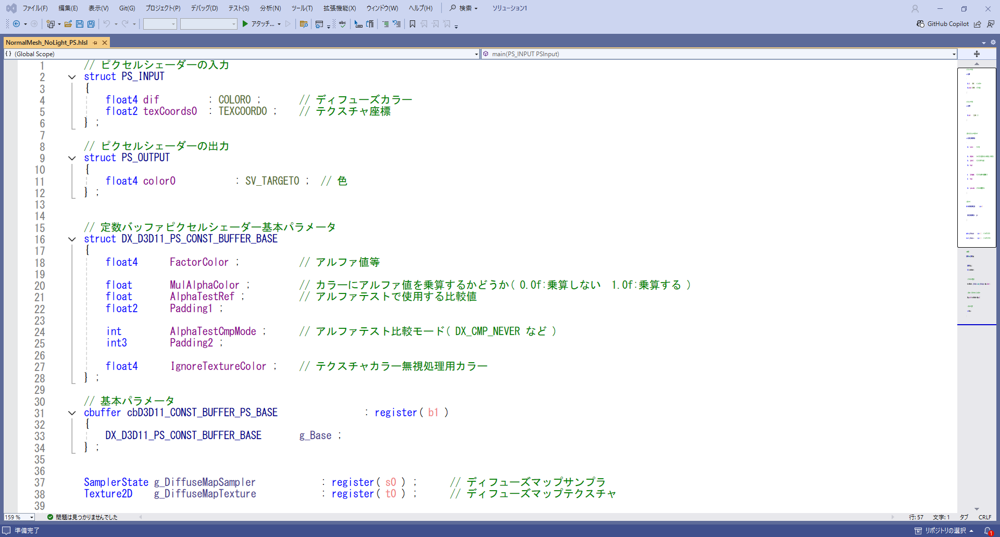 ファイル(F) 編集(E) 表示(V) Git(G) プロジェクト(P) デバッグ(D) テスト(S) 分析(N) ツール(T) 拡張機能(X) ウィンドウ(W) ヘルプ(H) 検索 ソリューション1
アタッチ... abc GitHub Copilot
NormalMesh_NoLight_PS.hlsl
{} (Global Scope) main(PS_INPUT PSInput)
1 // ピクセルシェーダーの入力
2 struct PS_INPUT
3 {
4 float4 dif : COLOR0 ; // ディフューズカラー
5 float2 texCoords0 : TEXCOORD0 ; // テクスチャ座標
6 } ;
7
8 // ピクセルシェーダーの出力
9 struct PS_OUTPUT
10 {
11 float4 color0 : SV_TARGET0 ; // 色
12 } ;
13
14
15 // 定数バッファピクセルシェーダー基本パラメータ
16 struct DX_D3D11_PS_CONST_BUFFER_BASE
17 {
18 float4 FactorColor ; // アルファ値等
19
20 float MulAlphaColor ; // カラーにアルファ値を乗算するかどうか( 0.0f:乗算しない 1.0f:乗算する )
21 float AlphaTestRef ; // アルファテストで使用する比較値
22 float2 Padding1 ;
23
24 int AlphaTestCmpMode ; // アルファテスト比較モード( DX_CMP_NEVER など )
25 int3 Padding2 ;
26
27 float4 IgnoreTextureColor ; // テクスチャカラー無視処理用カラー
28 } ;
29
30 // 基本パラメータ
31 cbuffer cbD3D11_CONST_BUFFER_PS_BASE : register( b1 )
32 {
33 DX_D3D11_PS_CONST_BUFFER_BASE g_Base ;
34 } ;
35
36
37 SamplerState g_DiffuseMapSampler : register( s0 ) ; // ディフューズマップサンプラ
38 Texture2D g_DiffuseMapTexture : register( t0 ) ; // ディフューズマップテクスチャ
39
159 % 問題は見つかりませんでした 行: 57 文字: 1 タブ CRLF
準備完了 リポジトリの選択 1